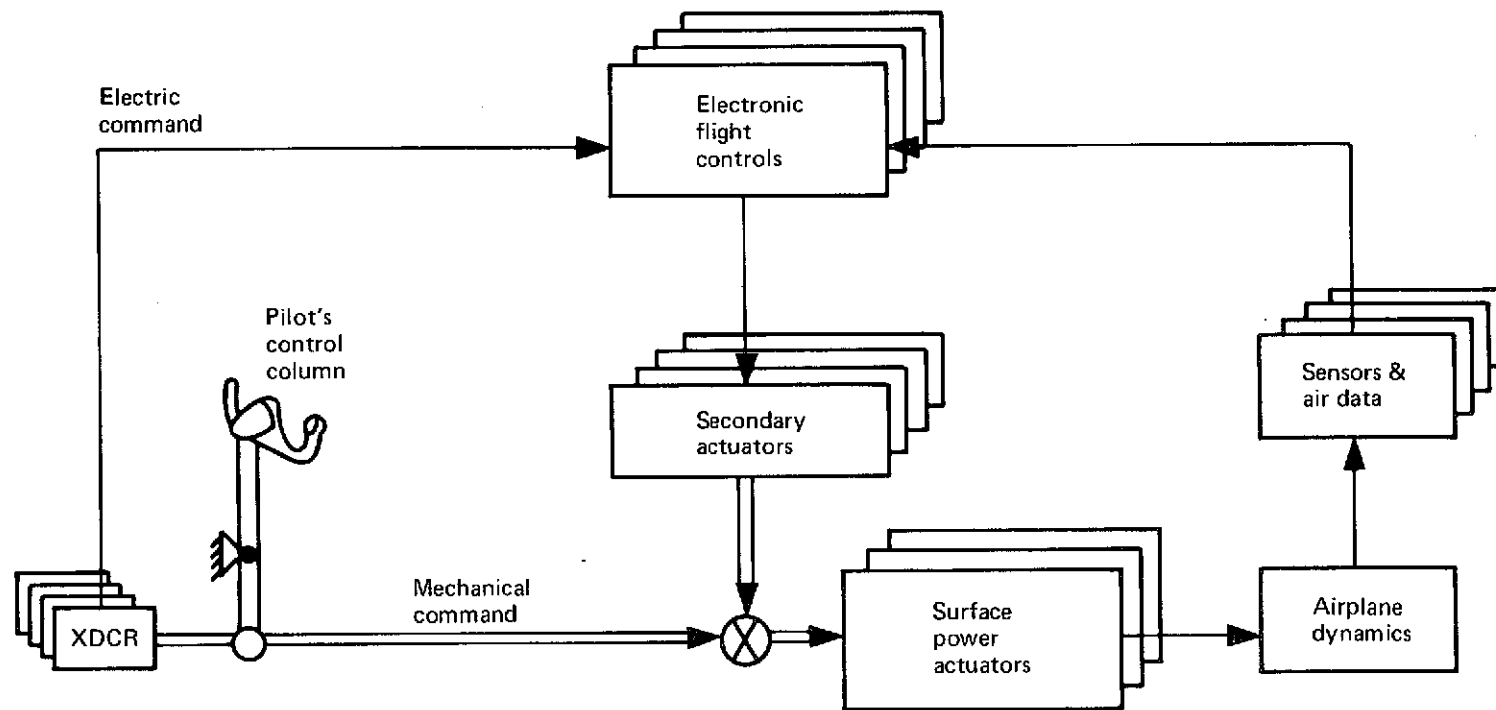 Electric
command
Electronic
flight
controls
Pilot's
control
column
Secondary
actuators
Sensors &
air data
XDCR
Mechanical
command
Surface
power
actuators
Airplane
dynamics